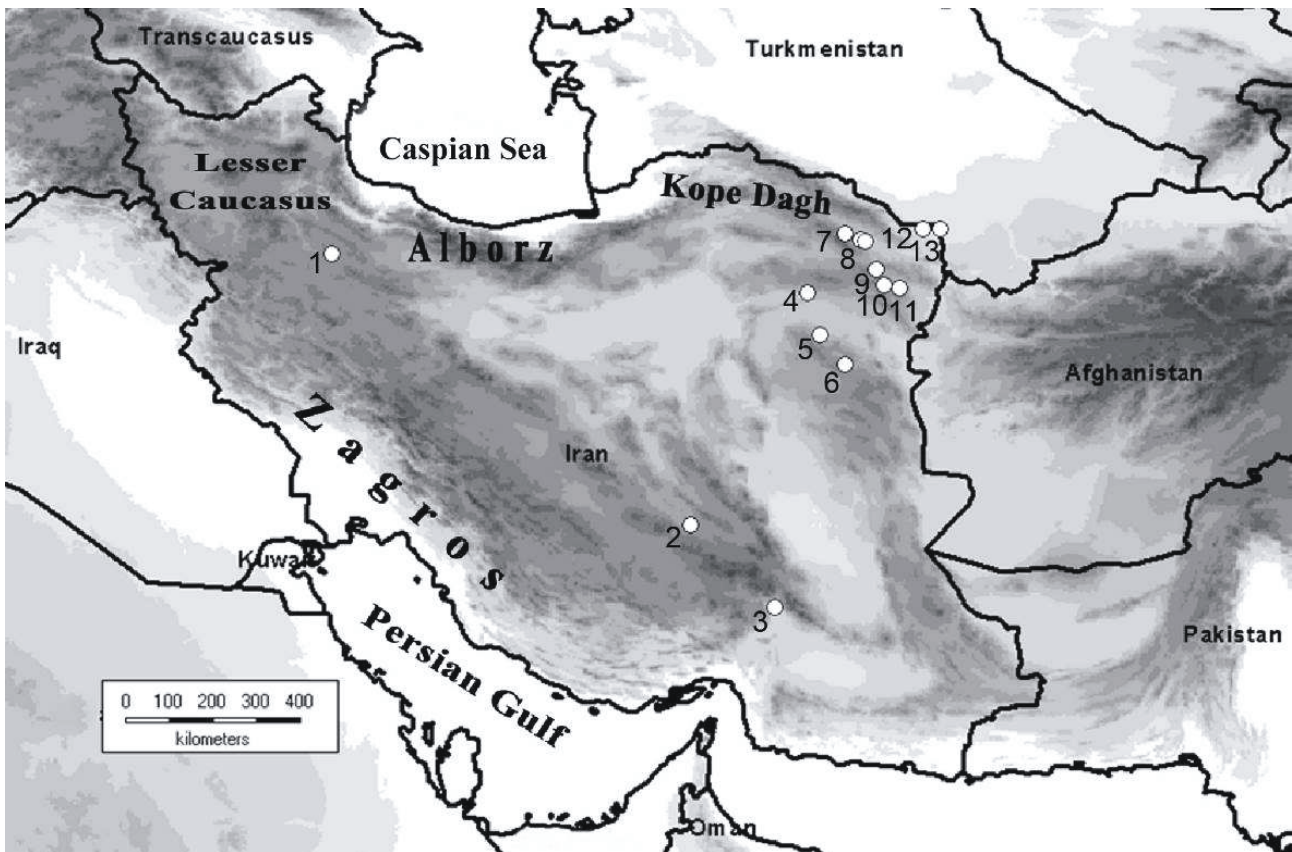 Transcaucasus
Turkmenistan
Caspian Sea
Lesser
Caucasus
Kope Dagh
Alborz
1
7
8
12
13
9
10
11
4
5
6
Iraq
Afghanistan
Zagros
Iran
2
3
Kuwait
Persian Gulf
Pakistan
0 100 200 300 400
kilometers
Oman